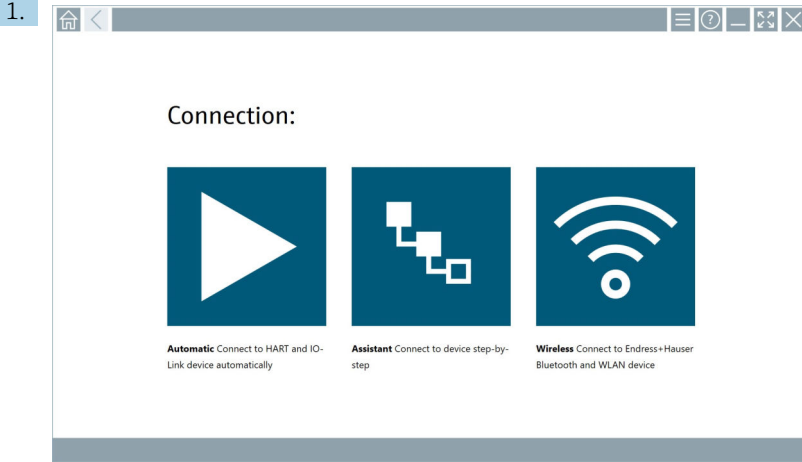 1.
Connection:
Automatic Connect to HART and IO-
Link device automatically
Assistant Connect to device step-by-
step
Wireless Connect to Endress+Hauser
Bluetooth and WLAN device